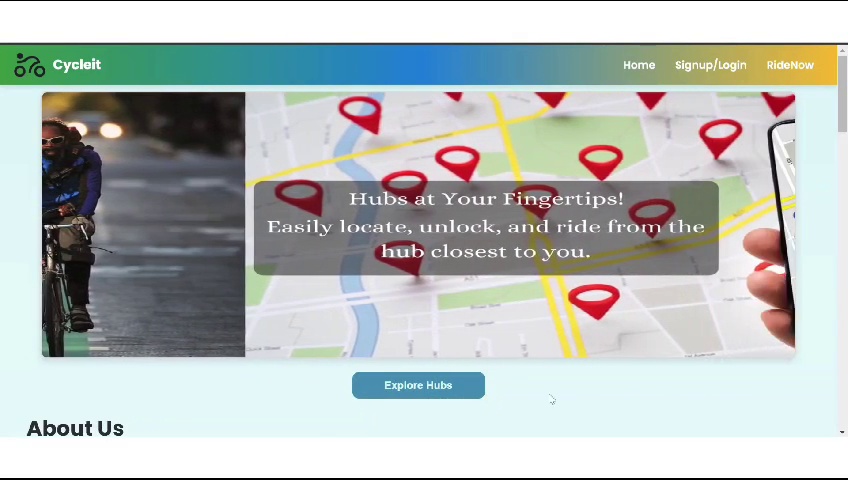 Cycleit
Home Signup/Login RideNow
Hubs at Your Fingertips!
Easily locate, unlock, and ride from the
hub closest to you.
Explore Hubs
About Us